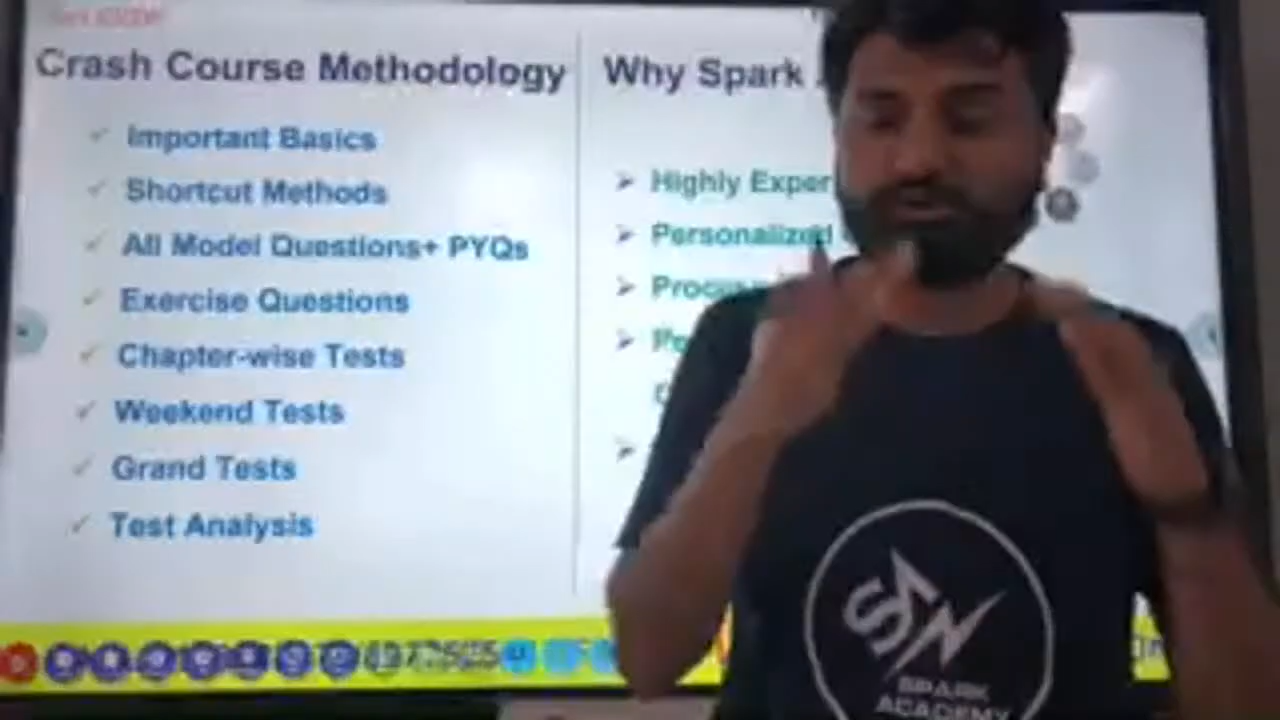 Crash Course Methodology
Important Basics
Shortcut Methods
All Model Questions+ PYQs
Exercise Questions
Chapter-wise Tests
Weekend Tests
Grand Tests
Test Analysis
Why Spark
Highly Exper
Personalized
SPARK
ACADEMY